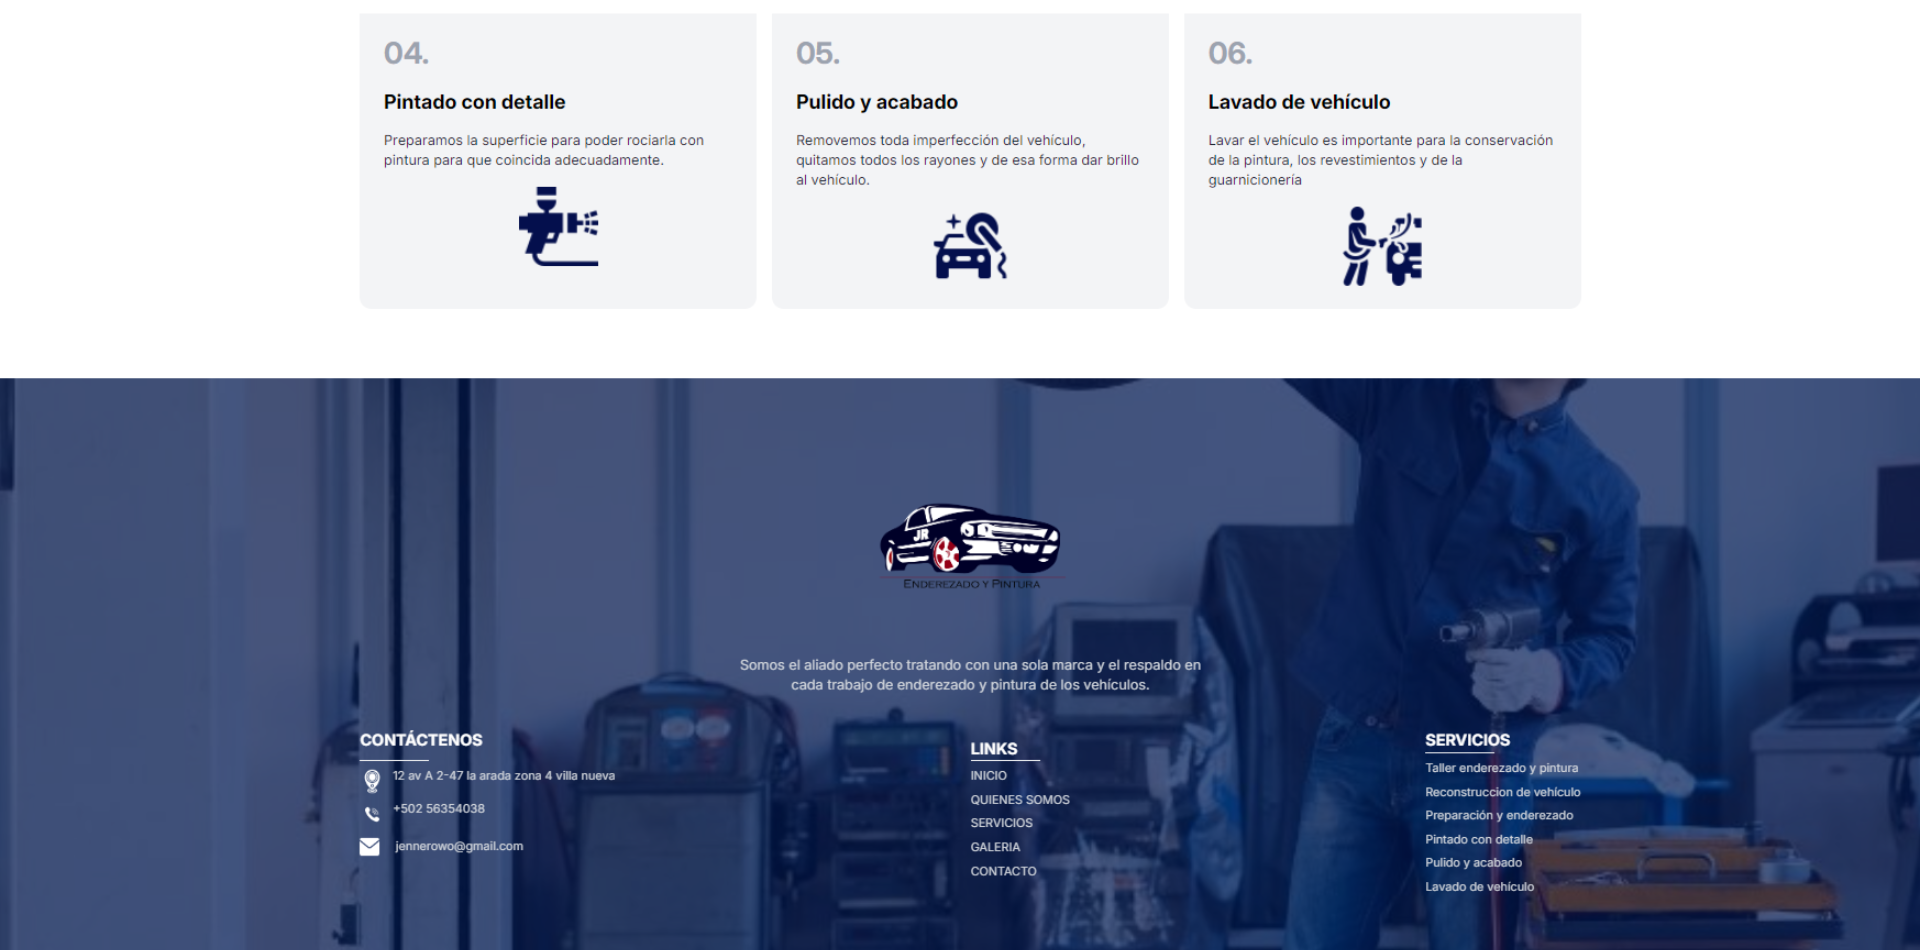 04.
Pintado con detalle
Preparamos la superficie para poder rociarla con
pintura para que coincida adecuadamente.
05.
Pulido y acabado
Removemos toda imperfección del vehículo,
quitamos todos los rayones y de esa forma dar brillo
al vehículo.
06.
Lavado de vehículo
Lavar el vehículo es importante para la conservación
de la pintura, los revestimientos y de la
guarnicionería
JR
ENDEREZADO Y PINTURA
Somos el aliado perfecto tratando con una sola marca y el respaldo en
cada trabajo de enderezado y pintura de los vehículos.
CONTÁCTENOS
12 av A 2-47 la arada zona 4 villa nueva
+502 56354038
jennerowo@gmail.com
LINKS
INICIO
QUIENES SOMOS
SERVICIOS
GALERIA
CONTACTO
SERVICIOS
Taller enderezado y pintura
Reconstruccion de vehículo
Preparación y enderezado
Pintado con detalle
Pulido y acabado
Lavado de vehículo